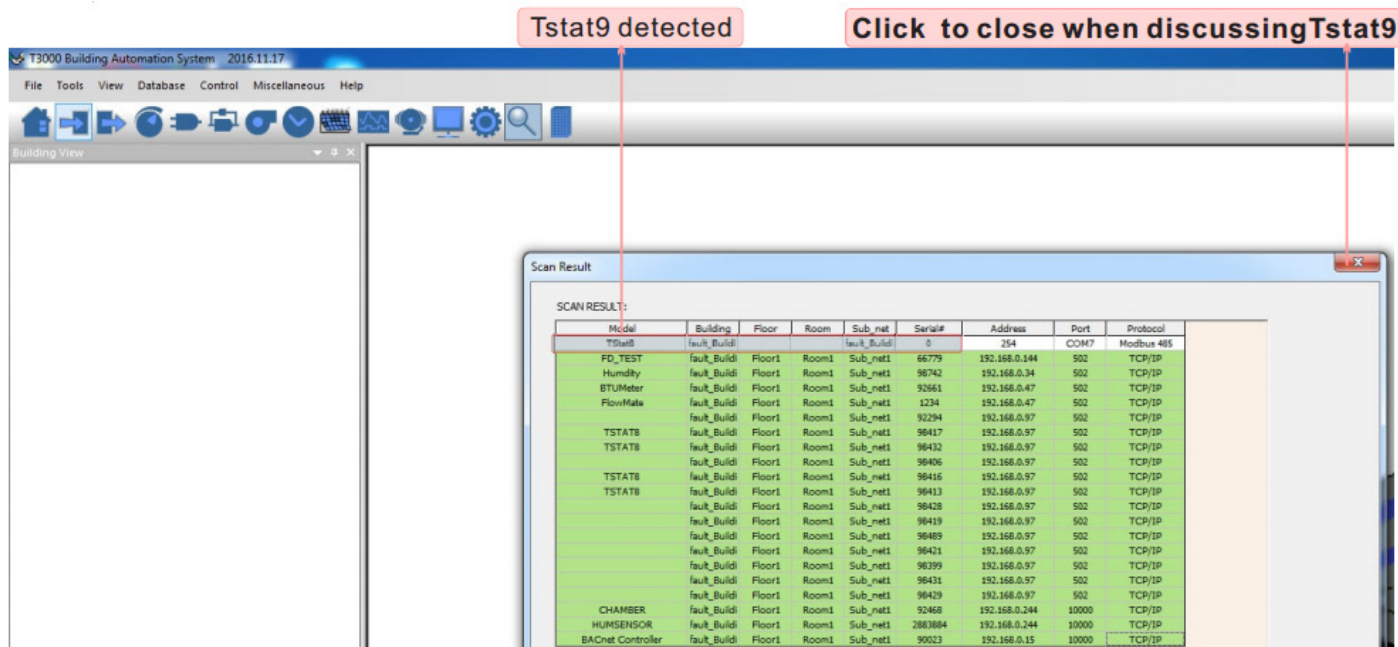 Tstat9 detected
Click to close when discussingTstat9
T3000 Building Automation System 2016.11.17
File Tools View Database Control Miscellaneous Help
Building View
Scan Result
SCAN RESULT:
Model Building Floor Room Sub_net Serial# Address Port Protocol
TStat8 fault_Buildi fault_Buildi 0 254 COM7 Modbus 485
FD_TEST fault_Buildi Floor1 Room1 Sub_net1 66779 192.168.0.144 502 TCP/IP
Humdity fault_Buildi Floor1 Room1 Sub_net1 98742 192.168.0.34 502 TCP/IP
BTUMeter fault_Buildi Floor1 Room1 Sub_net1 92661 192.168.0.47 502 TCP/IP
FlowMate fault_Buildi Floor1 Room1 Sub_net1 1234 192.168.0.47 502 TCP/IP
fault_Buildi Floor1 Room1 Sub_net1 92294 192.168.0.97 502 TCP/IP
TSTAT8 fault_Buildi Floor1 Room1 Sub_net1 98417 192.168.0.97 502 TCP/IP
TSTAT8 fault_Buildi Floor1 Room1 Sub_net1 98432 192.168.0.97 502 TCP/IP
fault_Buildi Floor1 Room1 Sub_net1 98406 192.168.0.97 502 TCP/IP
TSTAT8 fault_Buildi Floor1 Room1 Sub_net1 98416 192.168.0.97 502 TCP/IP
TSTAT8 fault_Buildi Floor1 Room1 Sub_net1 98413 192.168.0.97 502 TCP/IP
fault_Buildi Floor1 Room1 Sub_net1 98428 192.168.0.97 502 TCP/IP
fault_Buildi Floor1 Room1 Sub_net1 98419 192.168.0.97 502 TCP/IP
fault_Buildi Floor1 Room1 Sub_net1 98489 192.168.0.97 502 TCP/IP
fault_Buildi Floor1 Room1 Sub_net1 98421 192.168.0.97 502 TCP/IP
fault_Buildi Floor1 Room1 Sub_net1 98399 192.168.0.97 502 TCP/IP
fault_Buildi Floor1 Room1 Sub_net1 98431 192.168.0.97 502 TCP/IP
fault_Buildi Floor1 Room1 Sub_net1 98429 192.168.0.97 502 TCP/IP
CHAMBER fault_Buildi Floor1 Room1 Sub_net1 92468 192.168.0.244 10000 TCP/IP
HUMSENSOR fault_Buildi Floor1 Room1 Sub_net1 2883884 192.168.0.244 10000 TCP/IP
BACnet Controller fault_Buildi Floor1 Room1 Sub_net1 90023 192.168.0.15 10000 TCP/IP